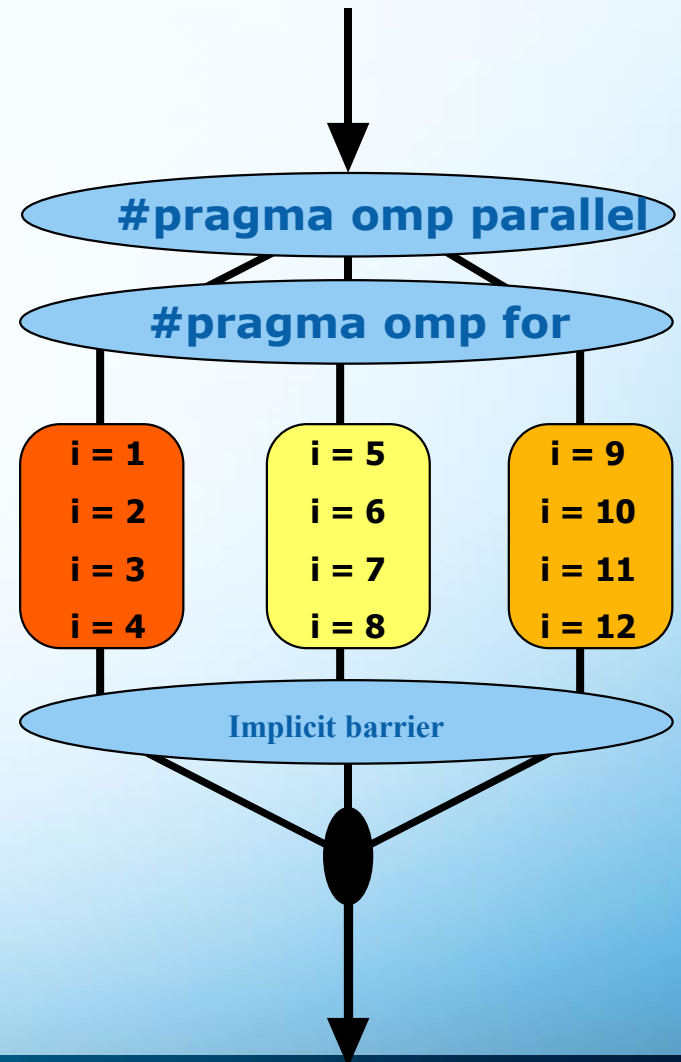 #pragma omp parallel
#pragma omp for
i = 1
i = 2
i = 3
i = 4
i = 5
i = 6
i = 7
i = 8
i = 9
i = 10
i = 11
i = 12
Implicit barrier